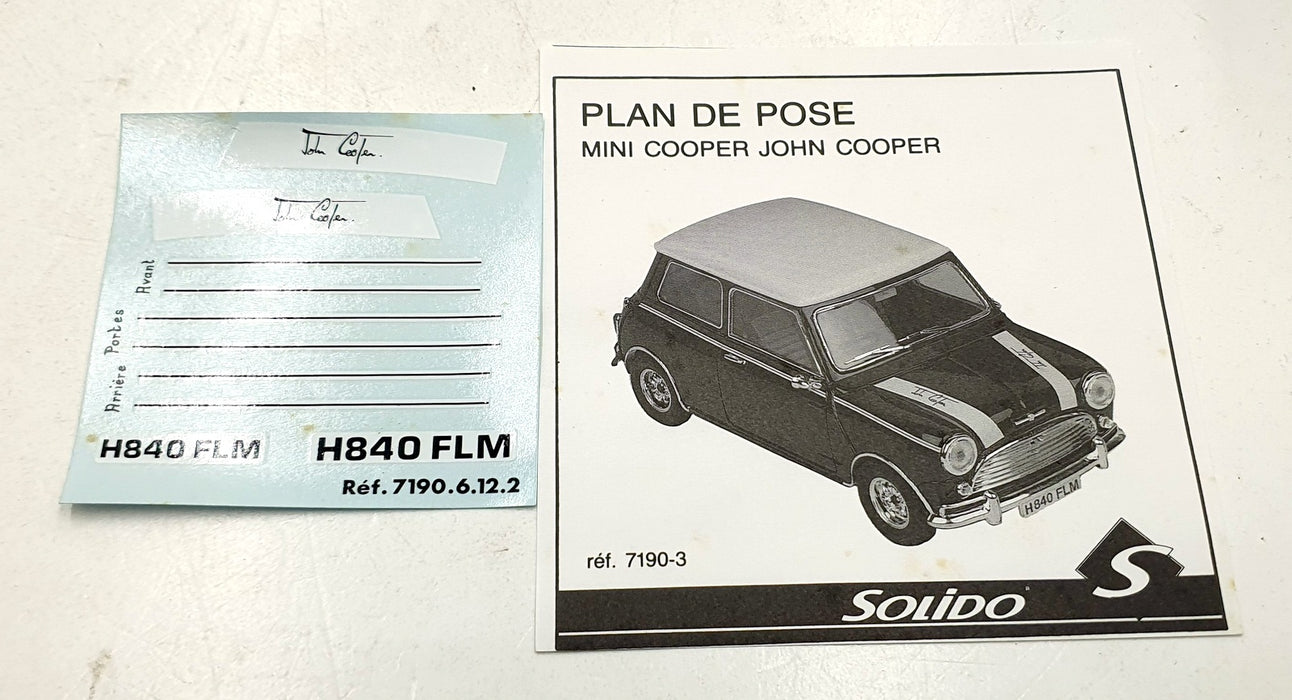 John Cooper.
John Cooper.
Avant
Portes
Arriére
H840 FLM
H840 FLM
Réf. 7190.6.12.2
PLAN DE POSE
MINI COOPER JOHN COOPER
H840 FLM
réf. 7190-3
S
SOLiDO